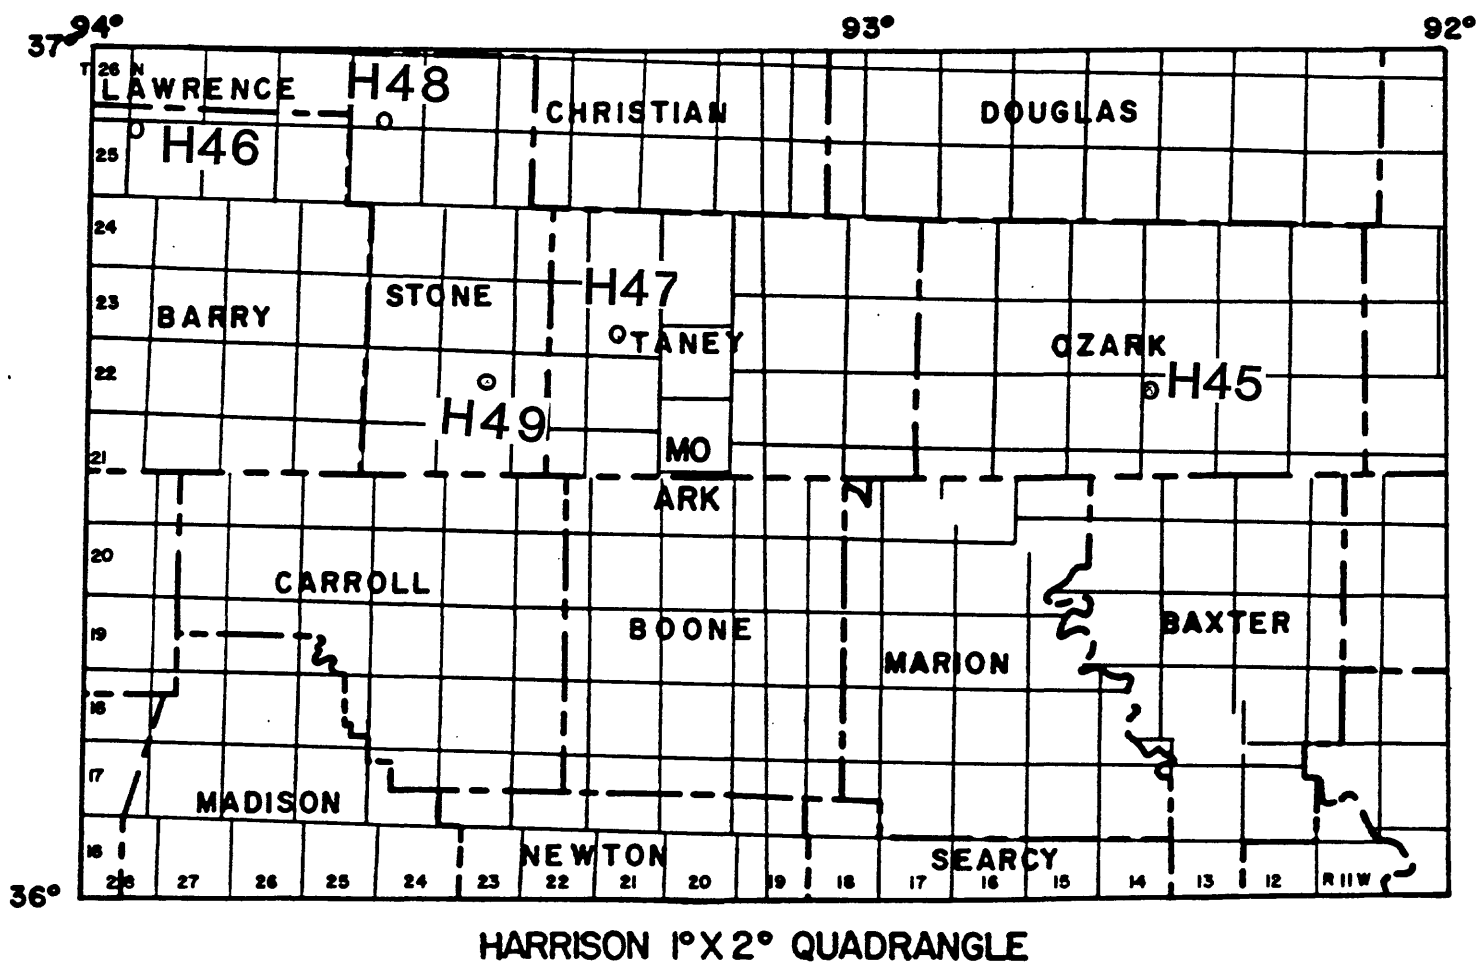 94° 93° 92°
37°
T 26 N
LAWRENCE H48
CHRISTIAN DOUGLAS
H46
25
24
H47
STONE
23
BARRY
TANEY OZARK
22
H45
H49
MO
21
ARK
20
CARROLL
BOONE BAXTER
19
MARION
18
17
MADISON
16
NEWTON SEARCY
28 27 26 25 24 23 22 21 20 19 18 17 16 15 14 13 12 R 11 W
36°
HARRISON 1° X 2° QUADRANGLE